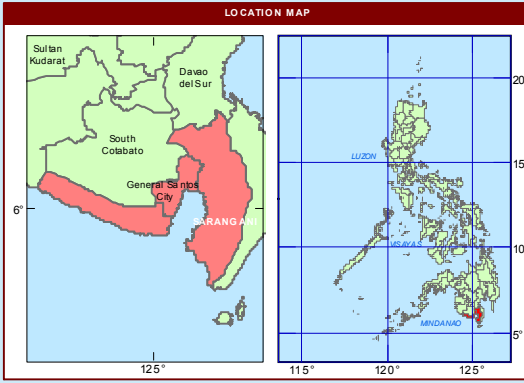 LOCATION MAP
Sultan
Kudarat
Davao
del Sur
South
Cotabato
General Santos
City
SARANGANI
6°
125°
LUZON
VISAYAS
MINDANAO
20
15
10
5°
115°
120°
125°